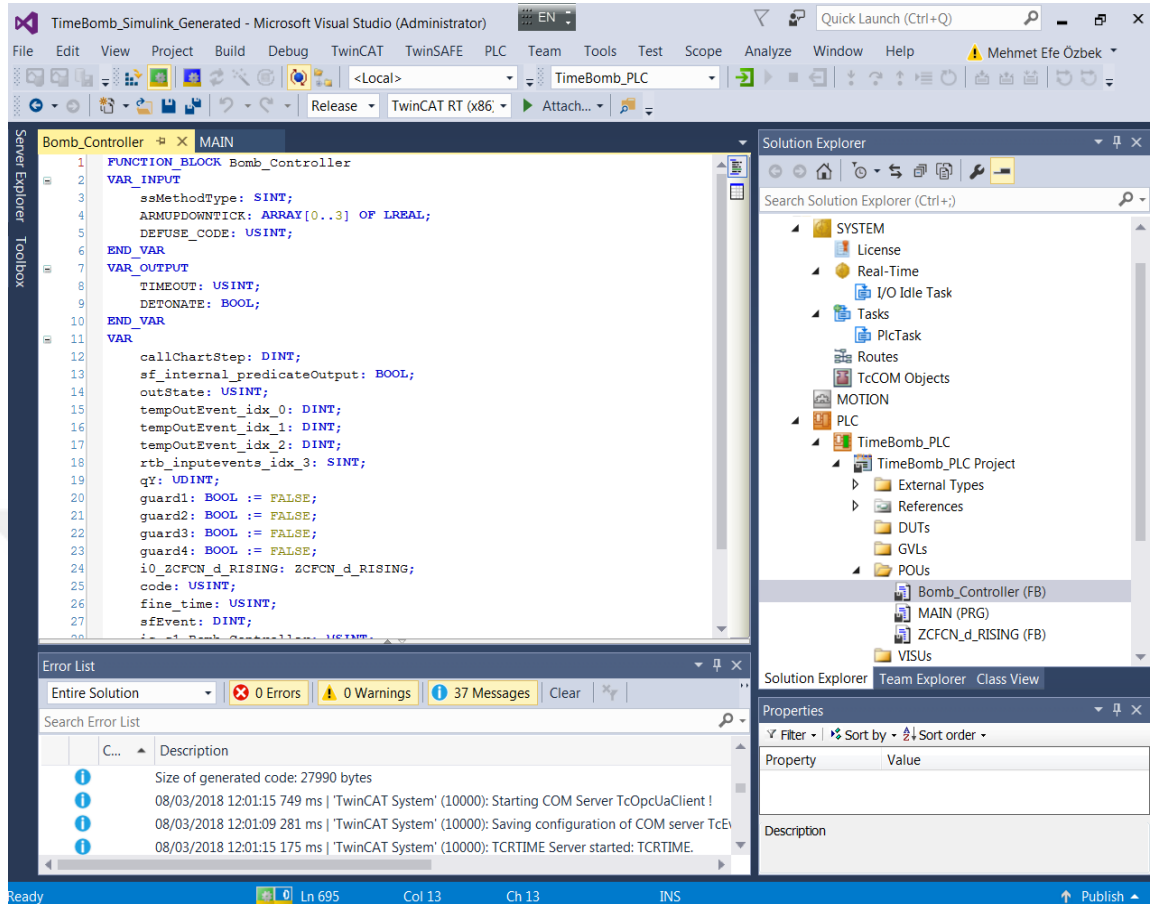 TimeBomb_Simulink_Generated - Microsoft Visual Studio (Administrator)
EN
Quick Launch (Ctrl+Q)
File Edit View Project Build Debug TwinCAT TwinSAFE PLC Team Tools Test Scope Analyze Window Help Mehmet Efe Özbek
<Local> TimeBomb_PLC
Release TwinCAT RT (x86) Attach...
Server Explorer
Toolbox
Bomb_Controller MAIN
1 FUNCTION_BLOCK Bomb_Controller
2 VAR_INPUT
3 ssMethodType: SINT;
4 ARMUPDOWNTICK: ARRAY[0..3] OF LREAL;
5 DEFUSE_CODE: USINT;
6 END_VAR
7 VAR_OUTPUT
8 TIMEOUT: USINT;
9 DETONATE: BOOL;
10 END_VAR
11 VAR
12 callChartStep: DINT;
13 sf_internal_predicateOutput: BOOL;
14 outState: USINT;
15 tempOutEvent_idx_0: DINT;
16 tempOutEvent_idx_1: DINT;
17 tempOutEvent_idx_2: DINT;
18 rtb_inputevents_idx_3: SINT;
19 qY: UDINT;
20 guard1: BOOL := FALSE;
21 guard2: BOOL := FALSE;
22 guard3: BOOL := FALSE;
23 guard4: BOOL := FALSE;
24 i0_ZCFCN_d_RISING: ZCFCN_d_RISING;
25 code: USINT;
26 fine_time: USINT;
27 sfEvent: DINT;
Error List
Entire Solution 0 Errors 0 Warnings 37 Messages Clear
Search Error List
C... Description
Size of generated code: 27990 bytes
08/03/2018 12:01:15 749 ms | 'TwinCAT System' (10000): Starting COM Server TcOpcUaClient !
08/03/2018 12:01:09 281 ms | 'TwinCAT System' (10000): Saving configuration of COM server TcEv
08/03/2018 12:01:15 175 ms | 'TwinCAT System' (10000): TCRTIME Server started: TCRTIME.
Solution Explorer
Search Solution Explorer (Ctrl+;)
SYSTEM
License
Real-Time
I/O Idle Task
Tasks
PlcTask
Routes
TcCOM Objects
MOTION
PLC
TimeBomb_PLC
TimeBomb_PLC Project
External Types
References
DUTs
GVLs
POUs
Bomb_Controller (FB)
MAIN (PRG)
ZCFCN_d_RISING (FB)
VISUs
Solution Explorer Team Explorer Class View
Properties
Filter Sort by Sort order
Property Value
Description
Ready 0 Ln 695 Col 13 Ch 13 INS Publish